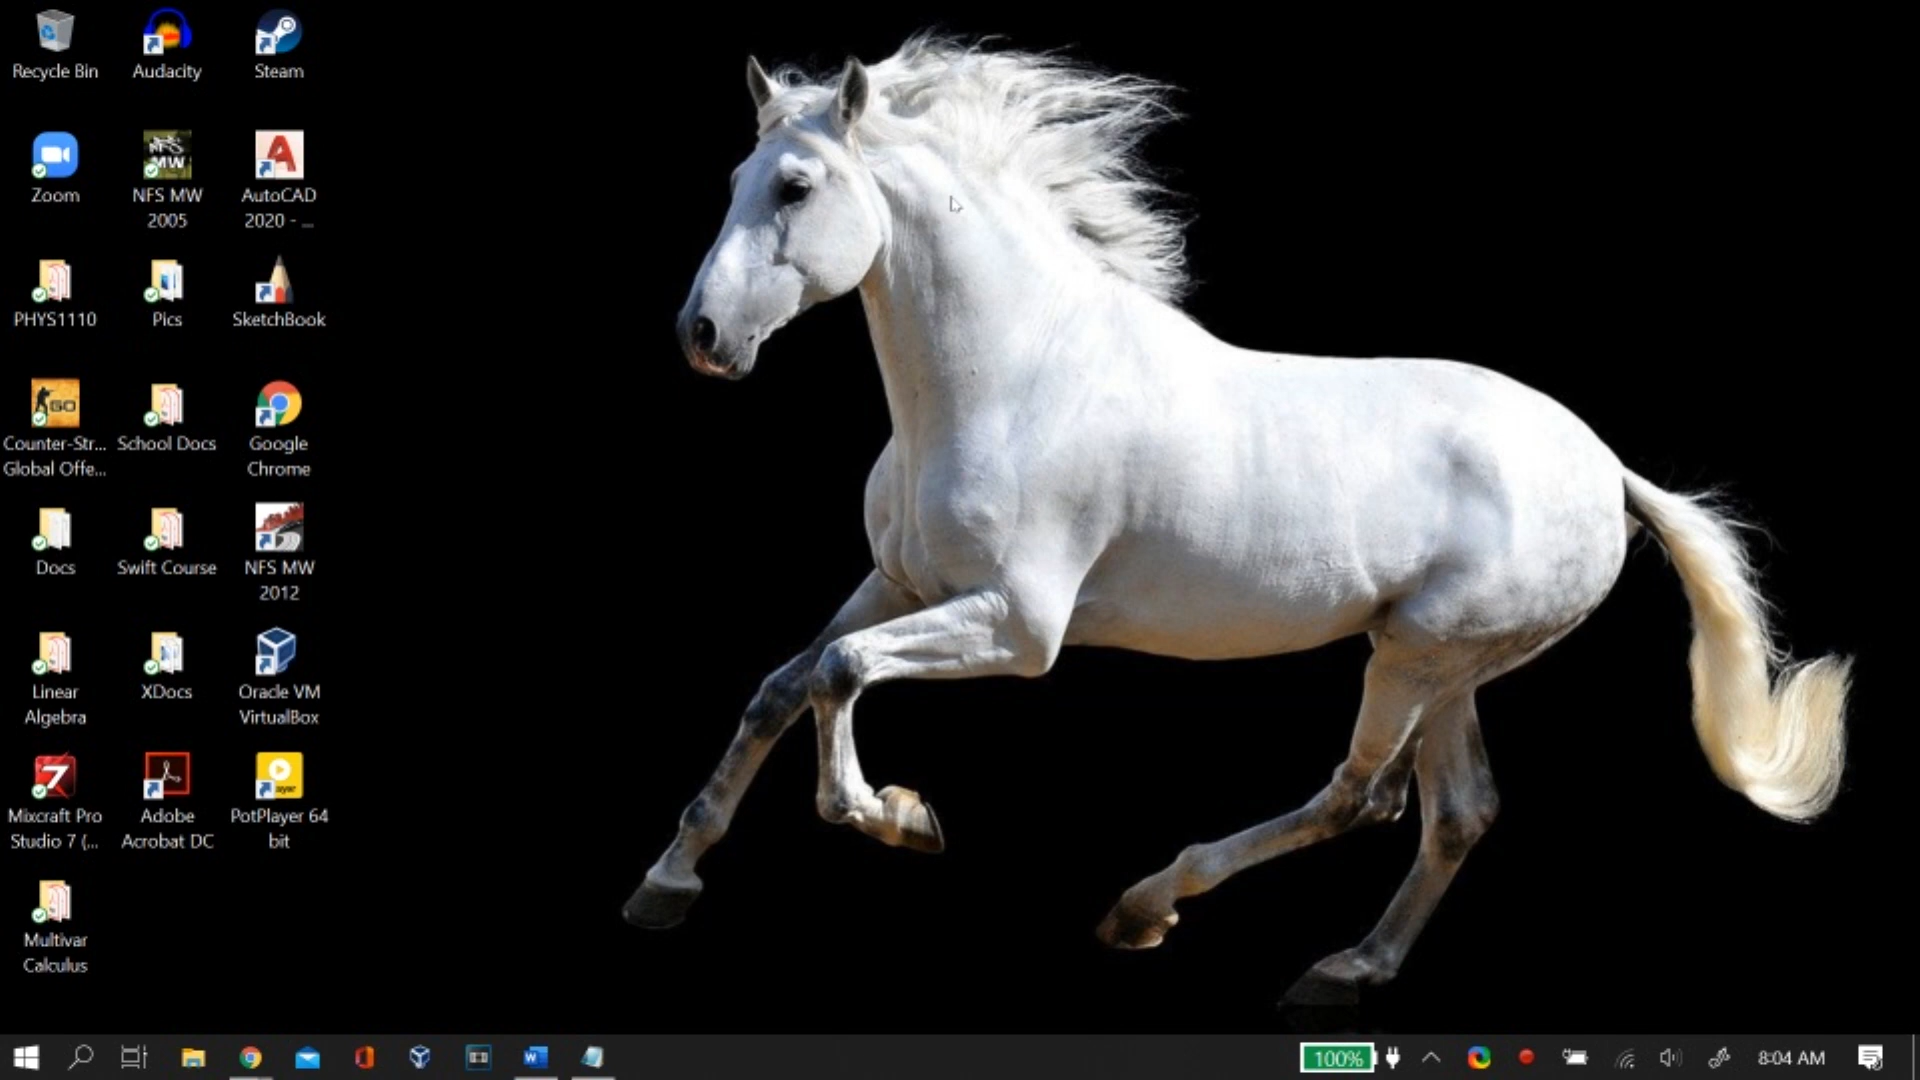 Recycle Bin
Audacity
Steam
Zoom
NFS MW
2005
AutoCAD
2020 - ...
PHYS1110
Pics
SketchBook
GO
Counter-Str...
Global Offe...
School Docs
Google
Chrome
Docs
Swift Course
NFS MW
2012
Linear
Algebra
XDocs
Oracle VM
VirtualBox
Mixcraft Pro
Studio 7 (...
Adobe
Acrobat DC
PotPlayer 64
bit
Multivar
Calculus
100%
8:04 AM